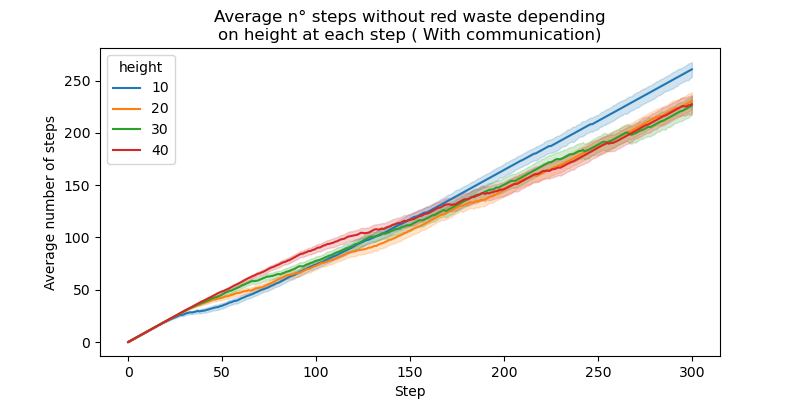 Average n° steps without red waste depending
on height at each step ( With communication)
height
10
20
30
40
Average number of steps
250
200
150
100
50
0
0 50 100 150 200 250 300
Step